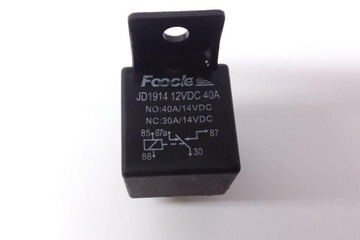 Foocle
JD1914 12VDC 40A
NO:40A/14VDC
NC:30A/14VDC
85 87a 87
86 30